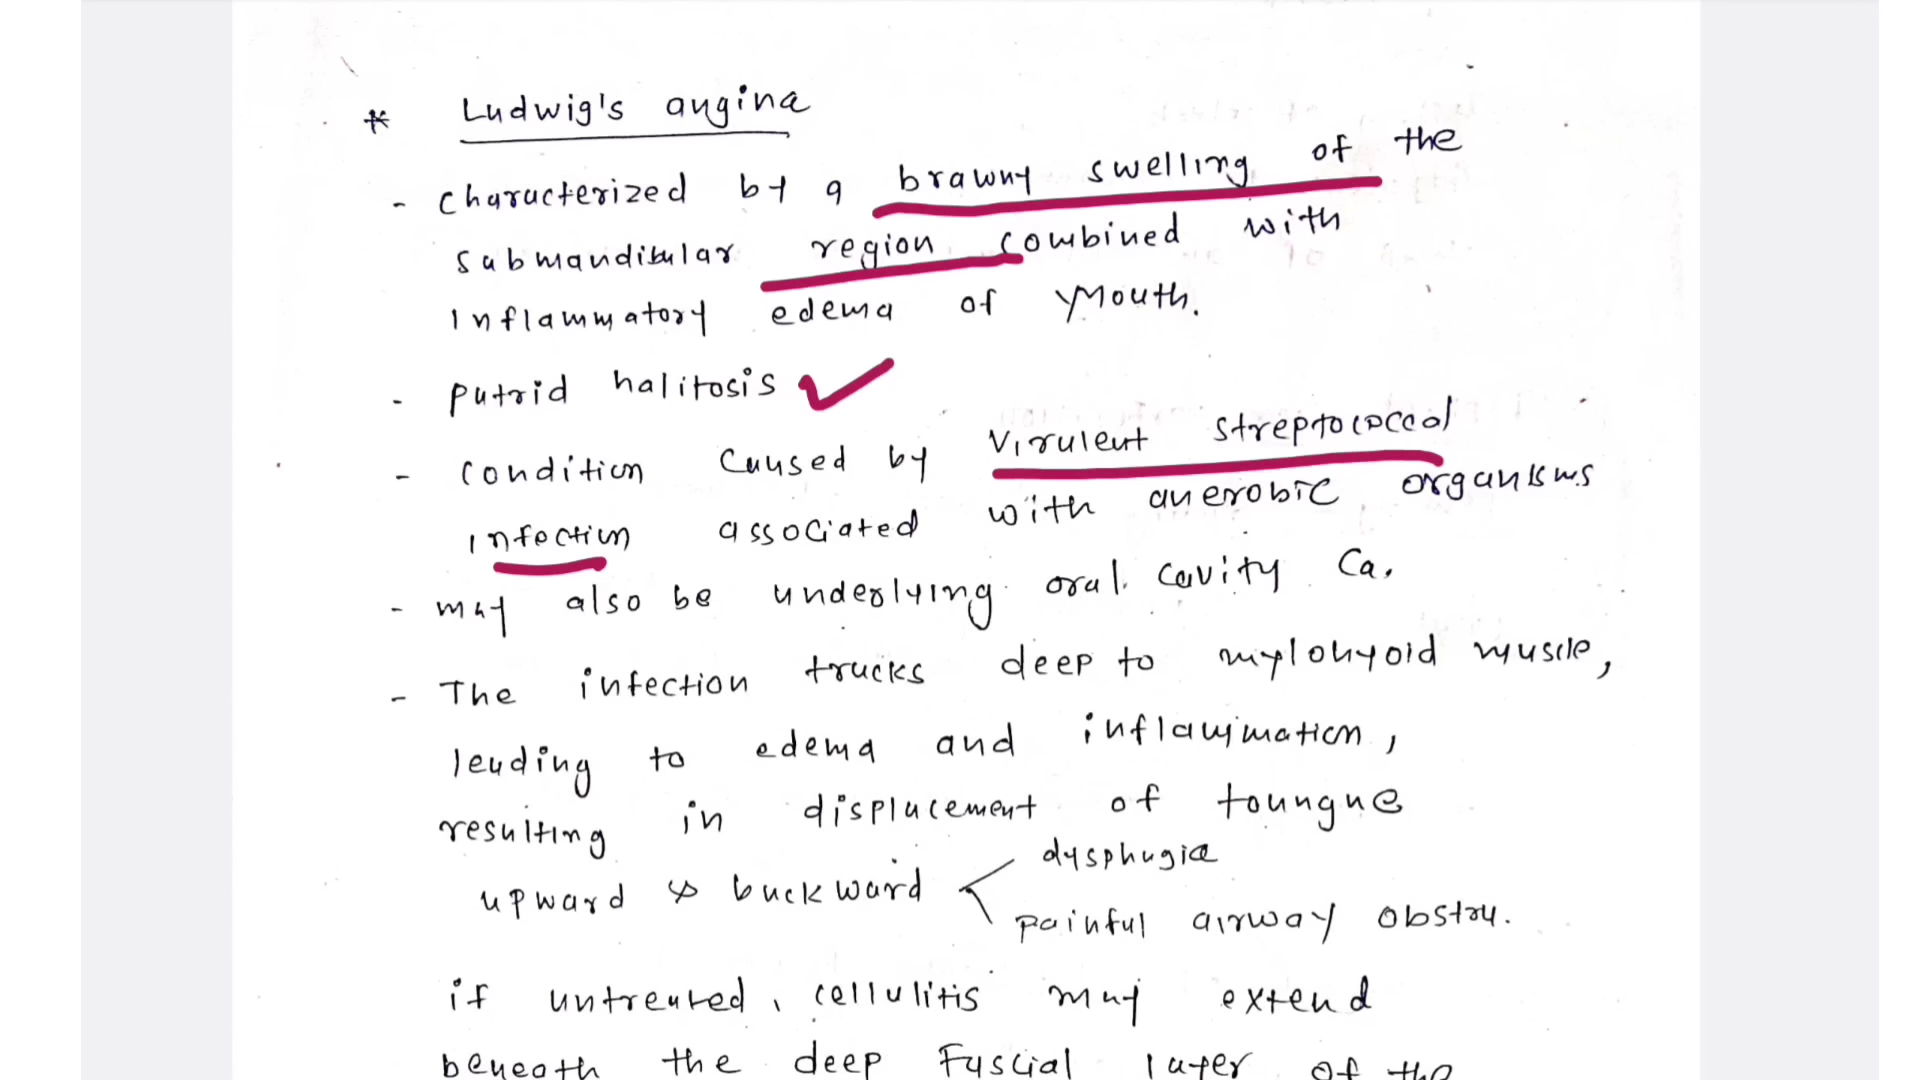 * Ludwig's angina
- characterized by a brawny swelling of the
submandibular region combined with
Inflammatory edema of mouth.
- putrid halitosis
- condition caused by virulent streptococcal
infection associated with anerobic organisms
- may also be underlying oral cavity Ca.
- The infection tracks deep to mylohyoid muscle,
leading to edema and inflammation,
resulting in displacement of toungue
upward & backward < dysphagia
painful airway obstru.
if untreated, cellulitis may extend
beneath the deep Fascial layer of the